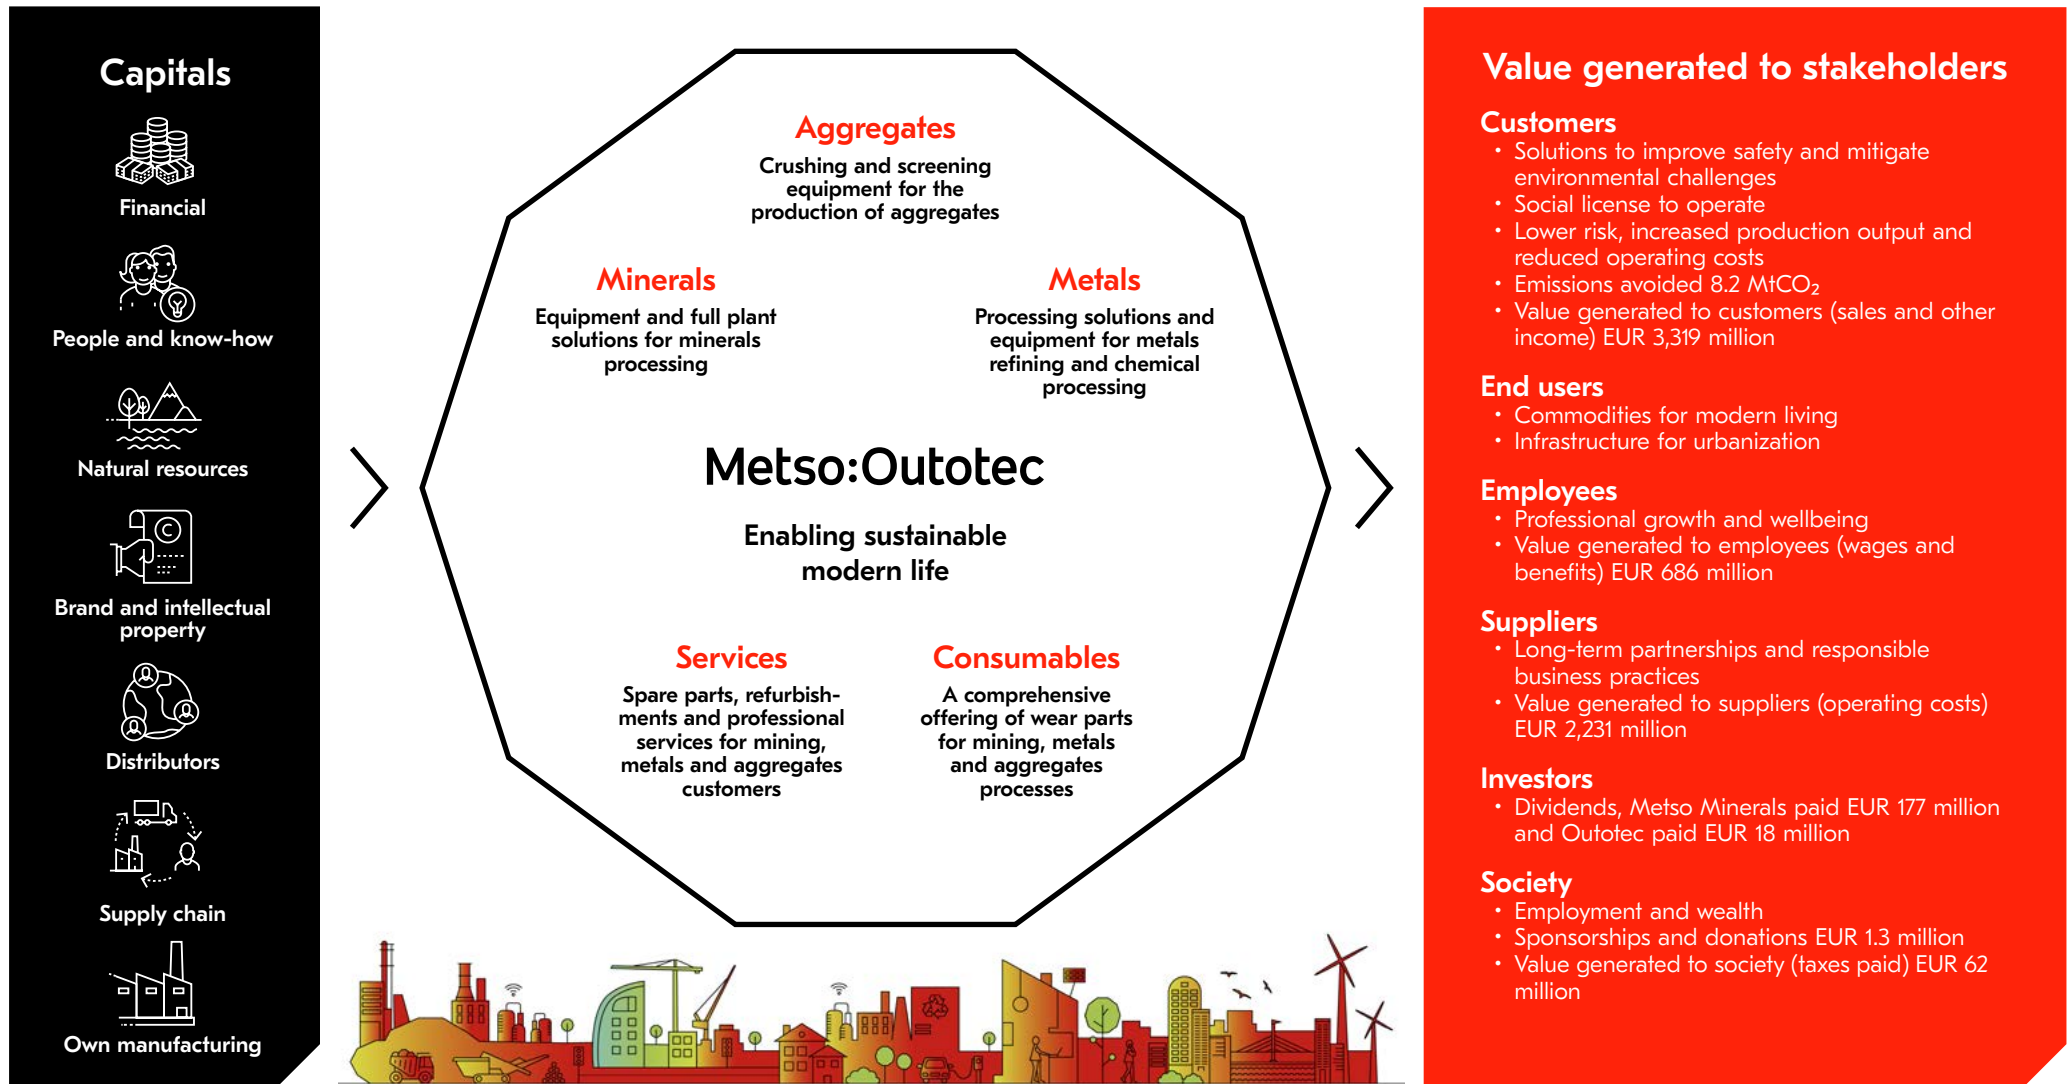 Capitals
Financial
People and know-how
Natural resources
Brand and intellectual
property
Distributors
Supply chain
Own manufacturing
Aggregates
Crushing and screening
equipment for the
production of aggregates
Minerals
Equipment and full plant
solutions for minerals
processing
Metals
Processing solutions and
equipment for metals
refining and chemical
processing
Metso:Outotec
Enabling sustainable
modern life
Services
Spare parts, refurbish-
ments and professional
services for mining,
metals and aggregates
customers
Consumables
A comprehensive
offering of wear parts
for mining, metals
and aggregates
processes
Value generated to stakeholders
Customers
• Solutions to improve safety and mitigate
environmental challenges
• Social license to operate
• Lower risk, increased production output and
reduced operating costs
• Emissions avoided 8.2 MtCO₂
• Value generated to customers (sales and other
income) EUR 3,319 million
End users
• Commodities for modern living
• Infrastructure for urbanization
Employees
• Professional growth and wellbeing
• Value generated to employees (wages and
benefits) EUR 686 million
Suppliers
• Long-term partnerships and responsible
business practices
• Value generated to suppliers (operating costs)
EUR 2,231 million
Investors
• Dividends, Metso Minerals paid EUR 177 million
and Outotec paid EUR 18 million
Society
• Employment and wealth
• Sponsorships and donations EUR 1.3 million
• Value generated to society (taxes paid) EUR 62
million